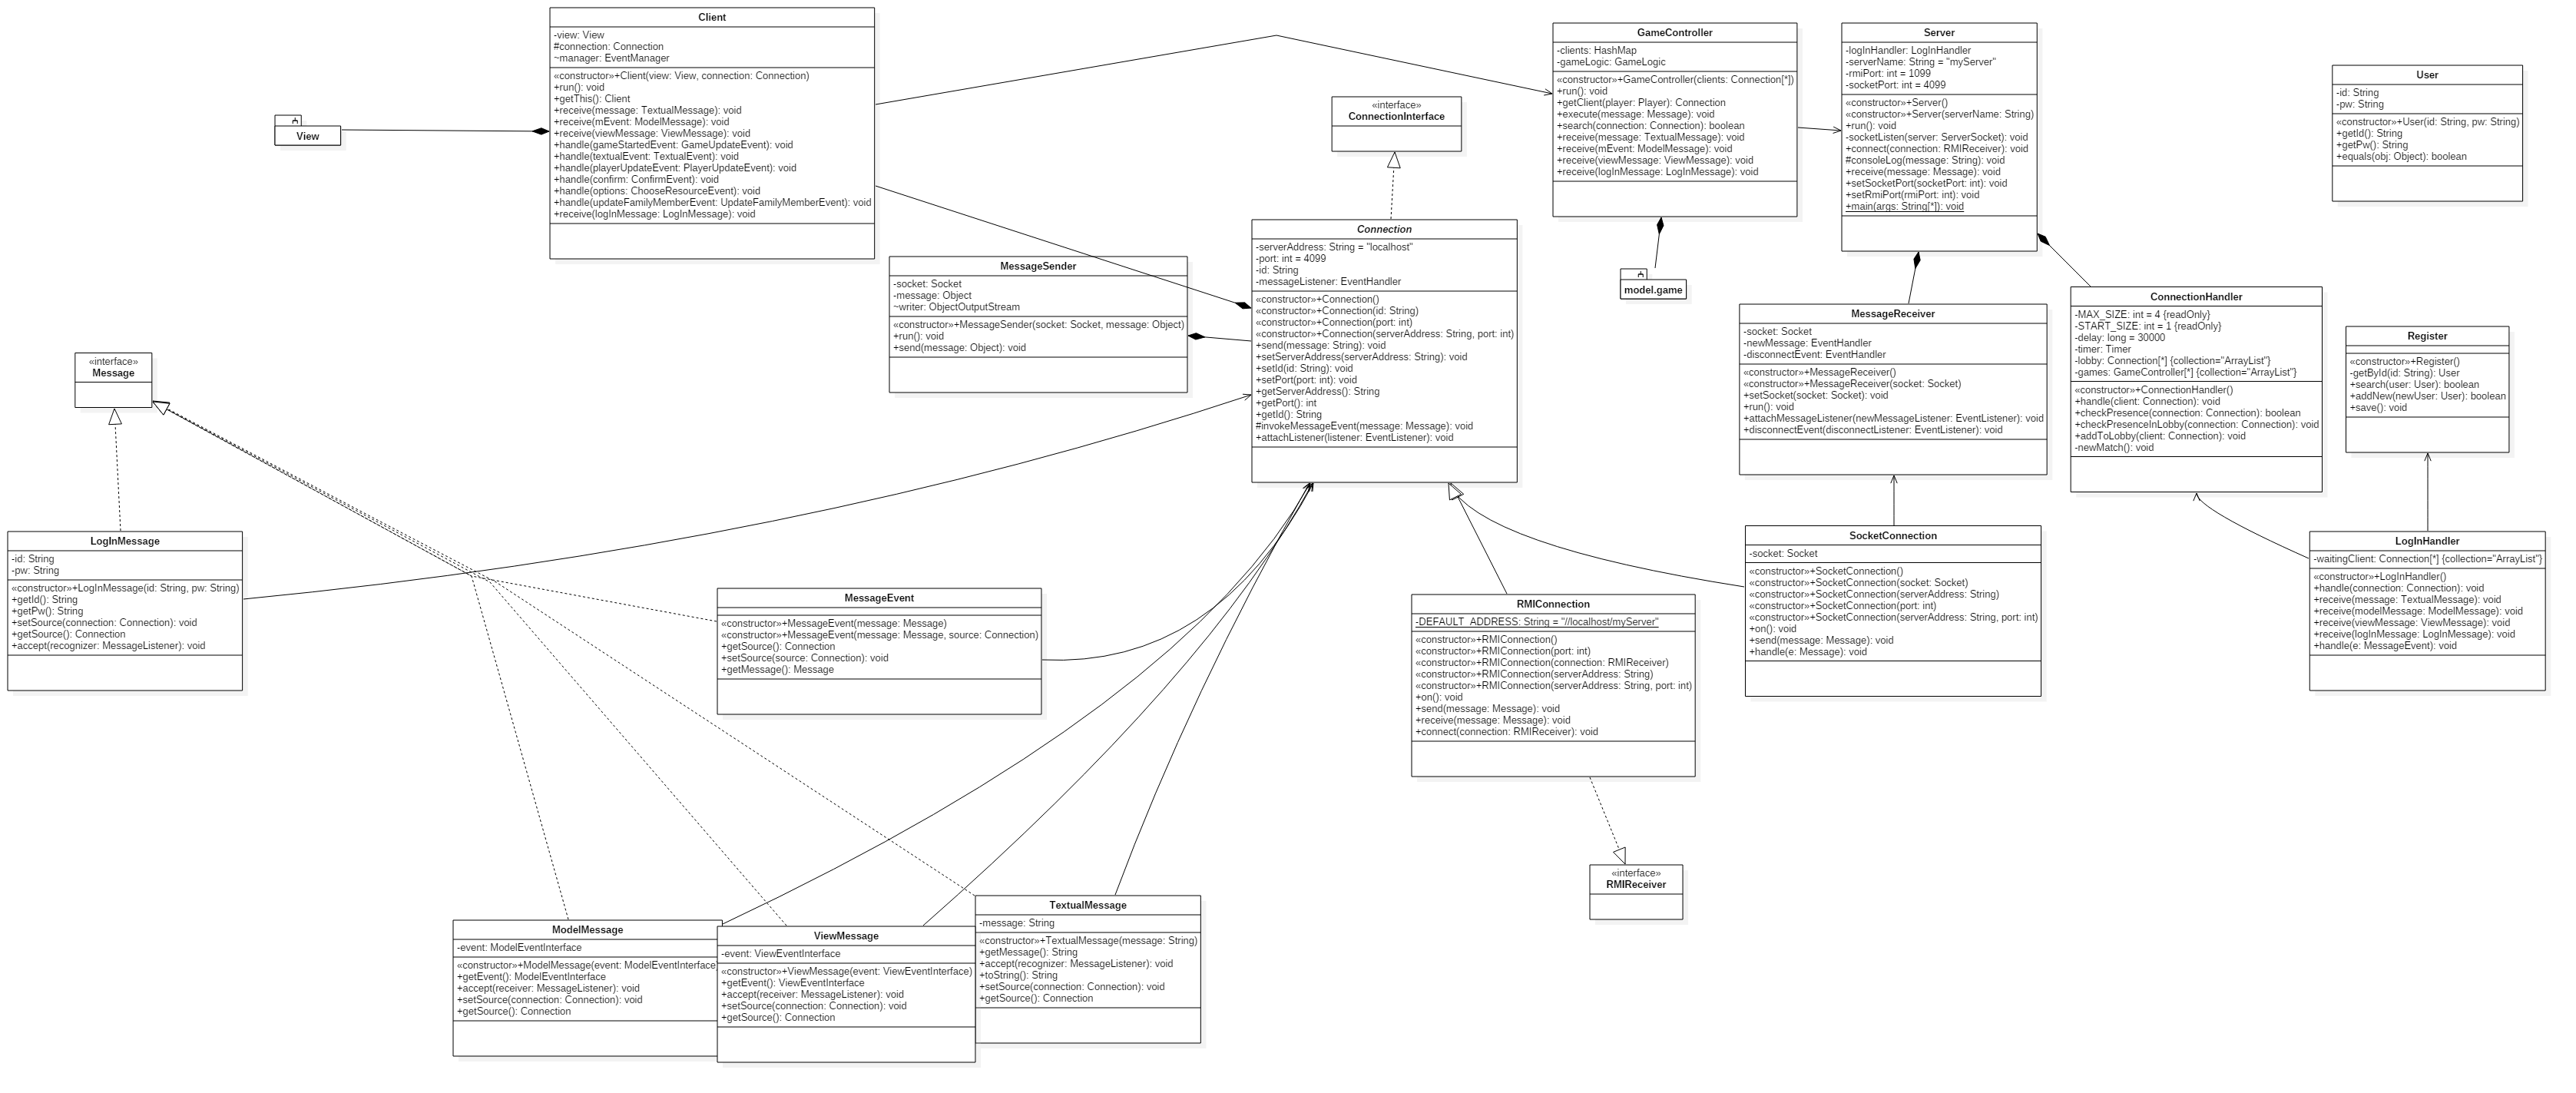 Client
-view: View
#connection: Connection
~manager: EventManager
«constructor»+Client(view: View, connection: Connection)
+run(): void
+getThis(): Client
+receive(message: TextualMessage): void
+receive(mEvent: ModelMessage): void
+receive(viewMessage: ViewMessage): void
+handle(gameStartedEvent: GameUpdateEvent): void
+handle(textualEvent: TextualEvent): void
+handle(playerUpdateEvent: PlayerUpdateEvent): void
+handle(confirm: ConfirmEvent): void
+handle(options: ChooseResourceEvent): void
+handle(updateFamilyMemberEvent: UpdateFamilyMemberEvent): void
+receive(logInMessage: LogInMessage): void
View
«interface»
ConnectionInterface
GameController
-clients: HashMap
-gameLogic: GameLogic
«constructor»+GameController(clients: Connection[*])
+run(): void
+getClient(player: Player): Connection
+execute(message: Message): void
+search(connection: Connection): boolean
+receive(message: TextualMessage): void
+receive(mEvent: ModelMessage): void
+receive(viewMessage: ViewMessage): void
+receive(logInMessage: LogInMessage): void
Server
-logInHandler: LogInHandler
-serverName: String = "myServer"
-rmiPort: int = 1099
-socketPort: int = 4099
«constructor»+Server()
«constructor»+Server(serverName: String)
+run(): void
-socketListen(server: ServerSocket): void
+connect(connection: RMIReceiver): void
#consoleLog(message: String): void
+receive(message: Message): void
+setSocketPort(socketPort: int): void
+setRmiPort(rmiPort: int): void
+main(args: String[*]): void
User
-id: String
-pw: String
«constructor»+User(id: String, pw: String)
+getId(): String
+getPw(): String
+equals(obj: Object): boolean
MessageSender
-socket: Socket
-message: Object
~writer: ObjectOutputStream
«constructor»+MessageSender(socket: Socket, message: Object)
+run(): void
+send(message: Object): void
Connection
-serverAddress: String = "localhost"
-port: int = 4099
-id: String
-messageListener: EventHandler
«constructor»+Connection()
«constructor»+Connection(id: String)
«constructor»+Connection(port: int)
«constructor»+Connection(serverAddress: String, port: int)
+send(message: String): void
+setServerAddress(serverAddress: String): void
+setId(id: String): void
+setPort(port: int): void
+getServerAddress(): String
+getPort(): int
+getId(): String
#invokeMessageEvent(message: Message): void
+attachListener(listener: EventListener): void
model.game
MessageReceiver
-socket: Socket
-newMessage: EventHandler
-disconnectEvent: EventHandler
«constructor»+MessageReceiver()
«constructor»+MessageReceiver(socket: Socket)
+setSocket(socket: Socket): void
+run(): void
+attachMessageListener(newMessageListener: EventListener): void
+disconnectEvent(disconnectListener: EventListener): void
ConnectionHandler
-MAX_SIZE: int = 4 {readOnly}
-START_SIZE: int = 1 {readOnly}
-delay: long = 30000
-timer: Timer
-lobby: Connection[*] {collection="ArrayList"}
-games: GameController[*] {collection="ArrayList"}
«constructor»+ConnectionHandler()
+handle(client: Connection): void
+checkPresence(connection: Connection): boolean
+checkPresenceInLobby(connection: Connection): void
+addToLobby(client: Connection): void
-newMatch(): void
Register
«constructor»+Register()
-getById(id: String): User
+search(user: User): boolean
+addNew(newUser: User): boolean
+save(): void
«interface»
Message
LogInMessage
-id: String
-pw: String
«constructor»+LogInMessage(id: String, pw: String)
+getId(): String
+getPw(): String
+setSource(connection: Connection): void
+getSource(): Connection
+accept(recognizer: MessageListener): void
MessageEvent
«constructor»+MessageEvent(message: Message)
«constructor»+MessageEvent(message: Message, source: Connection)
+getSource(): Connection
+setSource(source: Connection): void
+getMessage(): Message
RMIConnection
-DEFAULT_ADDRESS: String = "//localhost/myServer"
«constructor»+RMIConnection()
«constructor»+RMIConnection(port: int)
«constructor»+RMIConnection(connection: RMIReceiver)
«constructor»+RMIConnection(serverAddress: String)
«constructor»+RMIConnection(serverAddress: String, port: int)
+on(): void
+send(message: Message): void
+receive(message: Message): void
+connect(connection: RMIReceiver): void
SocketConnection
-socket: Socket
«constructor»+SocketConnection()
«constructor»+SocketConnection(socket: Socket)
«constructor»+SocketConnection(serverAddress: String)
«constructor»+SocketConnection(port: int)
«constructor»+SocketConnection(serverAddress: String, port: int)
+on(): void
+send(message: Message): void
+handle(e: Message): void
LogInHandler
-waitingClient: Connection[*] {collection="ArrayList"}
«constructor»+LogInHandler()
+handle(connection: Connection): void
+receive(message: TextualMessage): void
+receive(modelMessage: ModelMessage): void
+receive(viewMessage: ViewMessage): void
+receive(logInMessage: LogInMessage): void
+handle(e: MessageEvent): void
«interface»
RMIReceiver
ModelMessage
-event: ModelEventInterface
«constructor»+ModelMessage(event: ModelEventInterface
+getEvent(): ModelEventInterface
+accept(receiver: MessageListener): void
+setSource(connection: Connection): void
+getSource(): Connection
ViewMessage
-event: ViewEventInterface
«constructor»+ViewMessage(event: ViewEventInterface)
+getEvent(): ViewEventInterface
+accept(receiver: MessageListener): void
+setSource(connection: Connection): void
+getSource(): Connection
TextualMessage
-message: String
«constructor»+TextualMessage(message: String)
+getMessage(): String
+accept(recognizer: MessageListener): void
+toString(): String
+setSource(connection: Connection): void
+getSource(): Connection